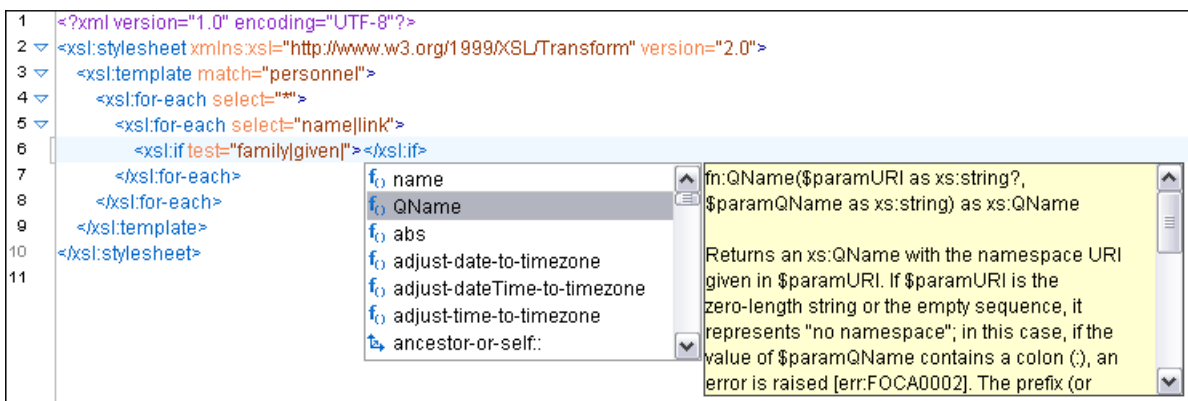 1 <?xml version="1.0" encoding="UTF-8"?>
2 <xsl:stylesheet xmlns:xsl="http://www.w3.org/1999/XSL/Transform" version="2.0">
3 <xsl:template match="personnel">
4 <xsl:for-each select="*">
5 <xsl:for-each select="name|link">
6 <xsl:if test="family|given|"></xsl:if>
7 </xsl:for-each>
8 </xsl:for-each>
9 </xsl:template>
10 </xsl:stylesheet>
11
f() name
f() QName
f() abs
f() adjust-date-to-timezone
f() adjust-dateTime-to-timezone
f() adjust-time-to-timezone
ancestor-or-self::
fn:QName($paramURI as xs:string?,
$paramQName as xs:string) as xs:QName
Returns an xs:QName with the namespace URI
given in $paramURI. If $paramURI is the
zero-length string or the empty sequence, it
represents "no namespace"; in this case, if the
value of $paramQName contains a colon (:), an
error is raised [err:FOCA0002]. The prefix (or